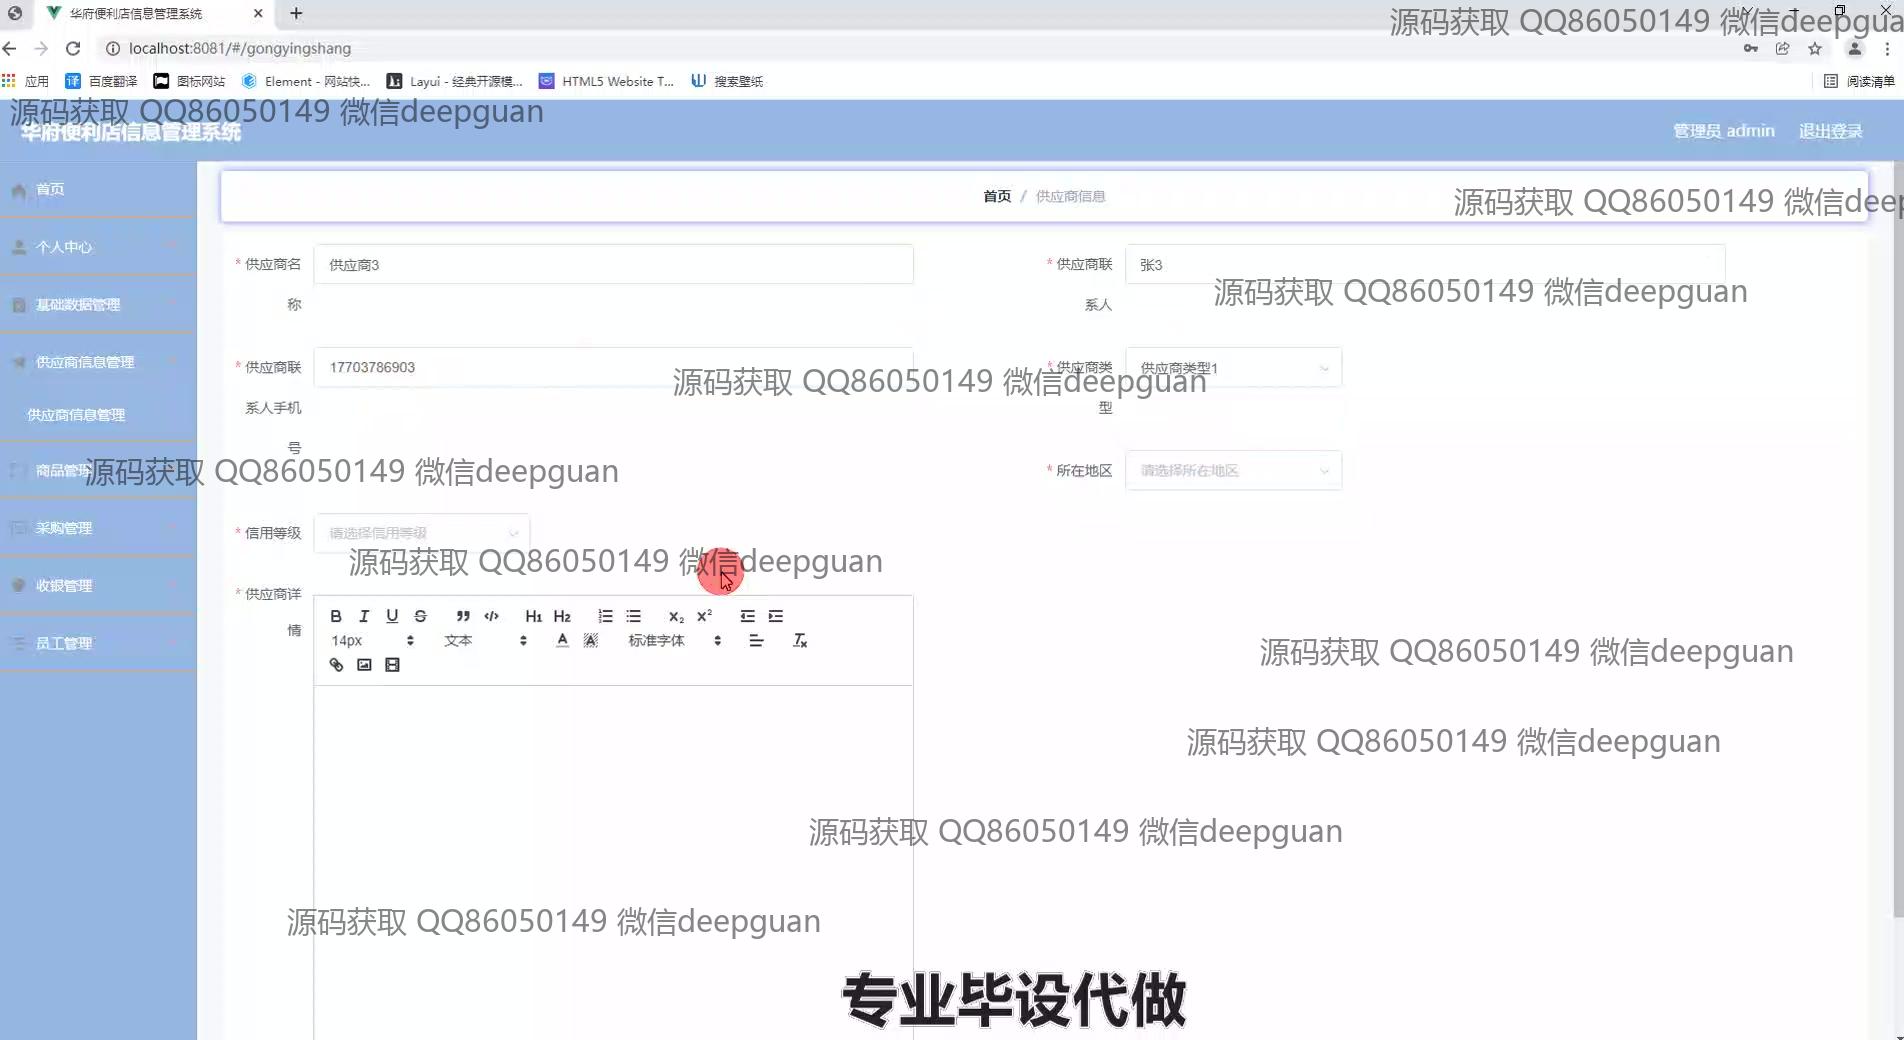 华府便利店信息管理系统
源码获取 QQ86050149 微信deepgua
localhost:8081/#/gongyingshang
应用 百度翻译 图标网站 Element - 网站快... Layui - 经典开源模... HTML5 Website T... 搜索壁纸 阅读清单
源码获取 QQ86050149 微信deepguan
华府便利店信息管理系统
管理员 admin 退出登录
首页
首页 / 供应商信息
源码获取 QQ86050149 微信deep
个人中心
* 供应商名称 供应商3
* 供应商联系人 张3
源码获取 QQ86050149 微信deepguan
基础数据管理
供应商信息管理
* 供应商联系人手机号 17703786903
* 供应商类型 供应商类型1
源码获取 QQ86050149 微信deepguan
供应商信息管理
商品管理
源码获取 QQ86050149 微信deepguan
* 所在地区 请选择所在地区
采购管理
* 信用等级 请选择信用等级
源码获取 QQ86050149 微信deepguan
收银管理
* 供应商详情
B I U S H1 H2 X2 X2
14px 文本 A A 标准字体
员工管理
源码获取 QQ86050149 微信deepguan
源码获取 QQ86050149 微信deepguan
源码获取 QQ86050149 微信deepguan
源码获取 QQ86050149 微信deepguan
专业毕设代做